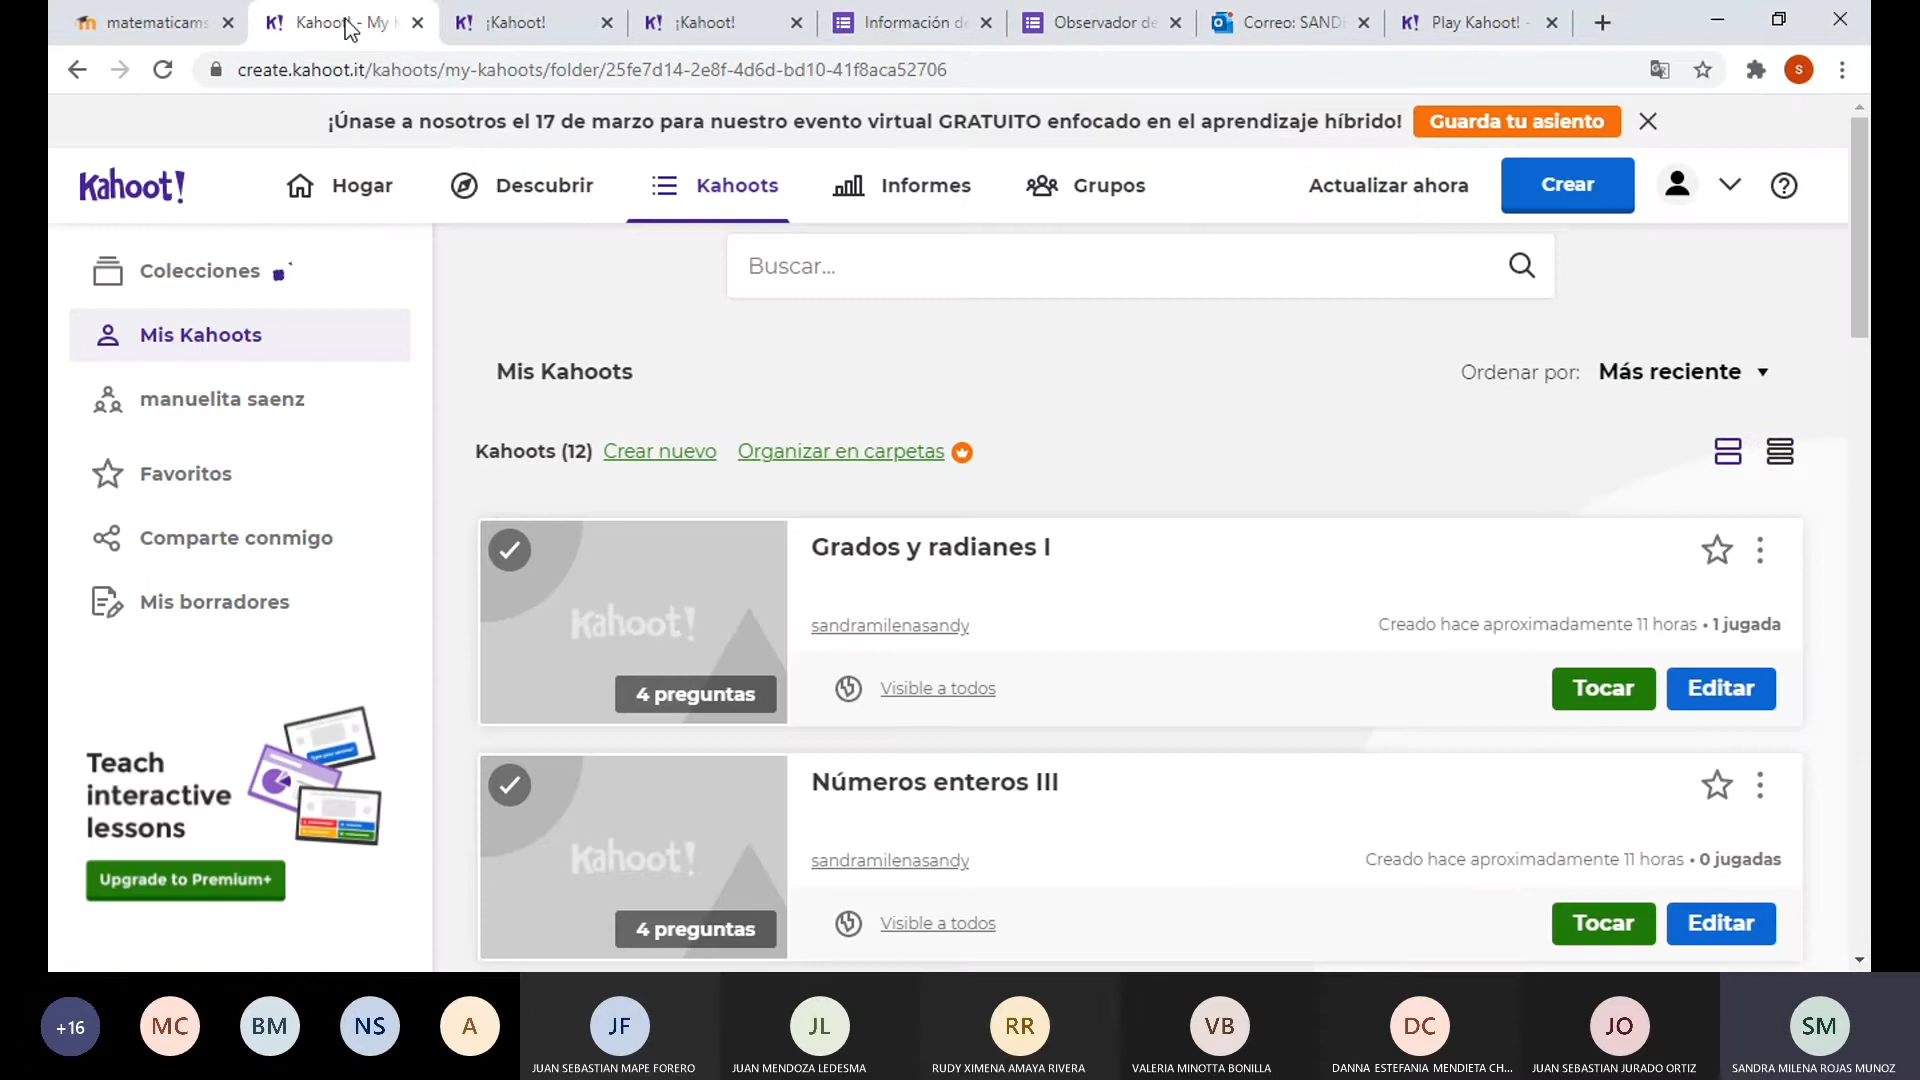 matematicams
Kahoot! - My K
¡Kahoot!
¡Kahoot!
Información de
Observador de
Correo: SANDR
Play Kahoot! -
create.kahoot.it/kahoots/my-kahoots/folder/25fe7d14-2e8f-4d6d-bd10-41f8aca52706
S
¡Únase a nosotros el 17 de marzo para nuestro evento virtual GRATUITO enfocado en el aprendizaje híbrido!
Guarda tu asiento
Kahoot!
Hogar
Descubrir
Kahoots
Informes
Grupos
Actualizar ahora
Crear
Colecciones
Mis Kahoots
manuelita saenz
Favoritos
Comparte conmigo
Mis borradores
Teach
interactive
lessons
Upgrade to Premium+
Buscar...
Mis Kahoots
Ordenar por: Más reciente
Kahoots (12) Crear nuevo Organizar en carpetas
Kahoot!
4 preguntas
Grados y radianes I
sandramilenasandy
Creado hace aproximadamente 11 horas • 1 jugada
Visible a todos
Tocar
Editar
Kahoot!
4 preguntas
Números enteros III
sandramilenasandy
Creado hace aproximadamente 11 horas • 0 jugadas
Visible a todos
Tocar
Editar
+16
MC
BM
NS
A
JF
JUAN SEBASTIAN MAPE FORERO
JL
JUAN MENDOZA LEDESMA
RR
RUDY XIMENA AMAYA RIVERA
VB
VALERIA MINOTTA BONILLA
DC
DANNA ESTEFANIA MENDIETA CH...
JO
JUAN SEBASTIAN JURADO ORTIZ
SM
SANDRA MILENA ROJAS MUNOZ